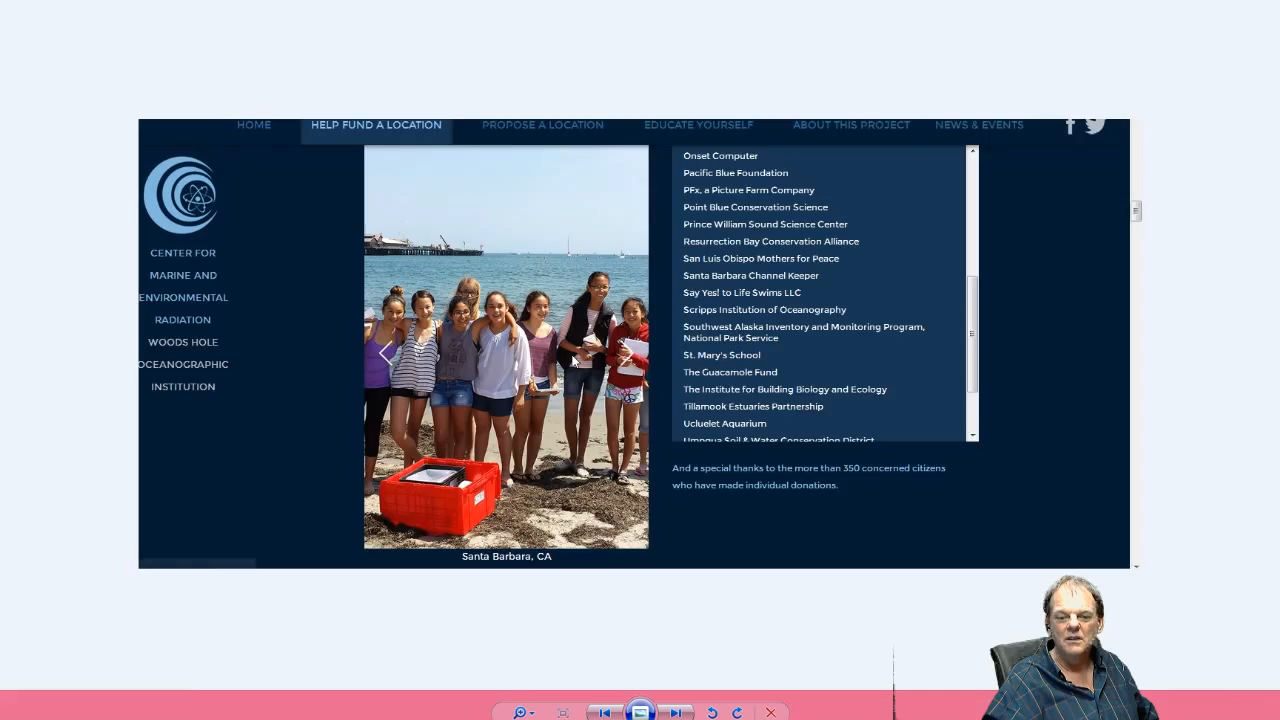 HOME HELP FUND A LOCATION PROPOSE A LOCATION EDUCATE YOURSELF ABOUT THIS PROJECT NEWS & EVENTS
CENTER FOR
MARINE AND
ENVIRONMENTAL
RADIATION
WOODS HOLE
OCEANOGRAPHIC
INSTITUTION
Santa Barbara, CA
Onset Computer
Pacific Blue Foundation
PFx, a Picture Farm Company
Point Blue Conservation Science
Prince William Sound Science Center
Resurrection Bay Conservation Alliance
San Luis Obispo Mothers for Peace
Santa Barbara Channel Keeper
Say Yes! to Life Swims LLC
Scripps Institution of Oceanography
Southwest Alaska Inventory and Monitoring Program,
National Park Service
St. Mary's School
The Guacamole Fund
The Institute for Building Biology and Ecology
Tillamook Estuaries Partnership
Ucluelet Aquarium
Umpqua Soil & Water Conservation District
And a special thanks to the more than 350 concerned citizens
who have made individual donations.